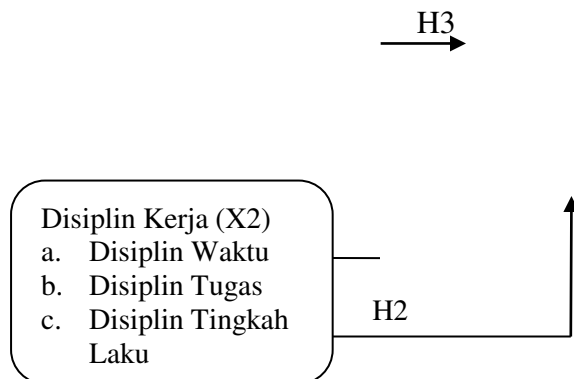 H3
Disiplin Kerja (X2)
a. Disiplin Waktu
b. Disiplin Tugas
c. Disiplin Tingkah
Laku
H2